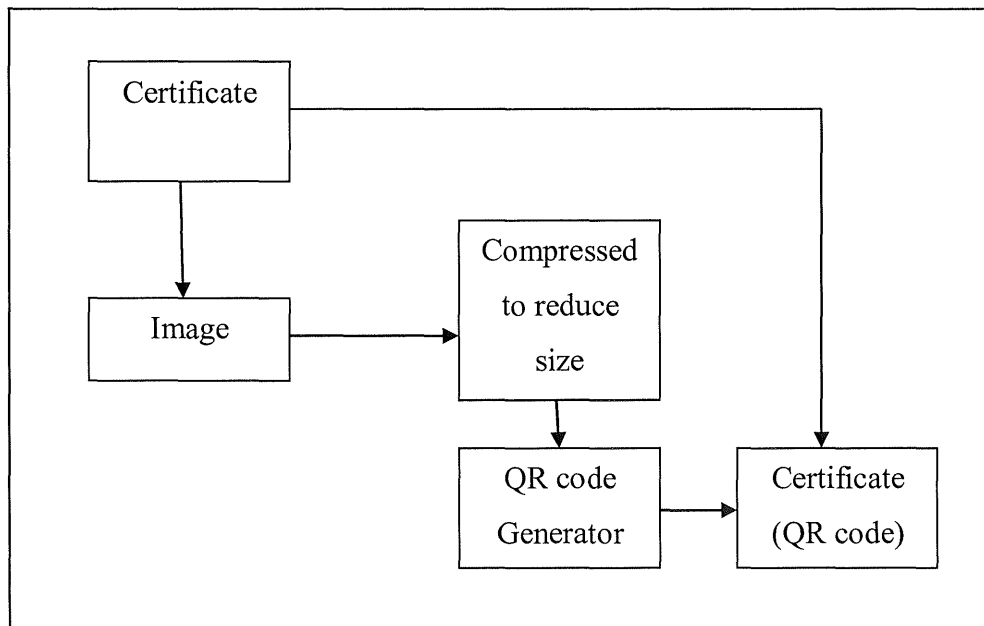 Certificate
Image
Compressed
to reduce
size
QR code
Generator
Certificate
(QR code)